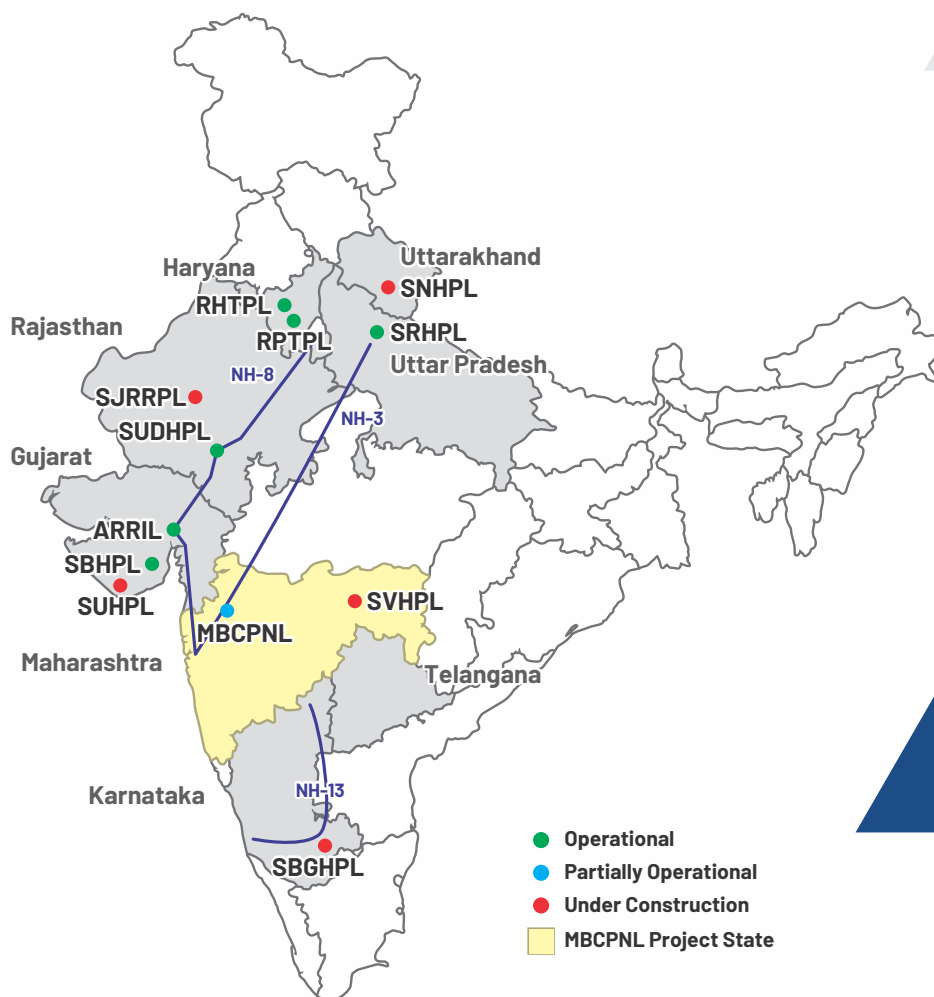 Uttarakhand
Haryana
SNHPL
RHTPL
Rajasthan
SRHPL
RPTPL
Uttar Pradesh
NH-8
SJRRPL
NH-3
SUDHPL
Gujarat
ARRIL
SBHPL
SUHPL
SVHPL
MBCPNL
Maharashtra
Telangana
NH-13
Karnataka
SBGHPL
Operational
Partially Operational
Under Construction
MBCPNL Project State